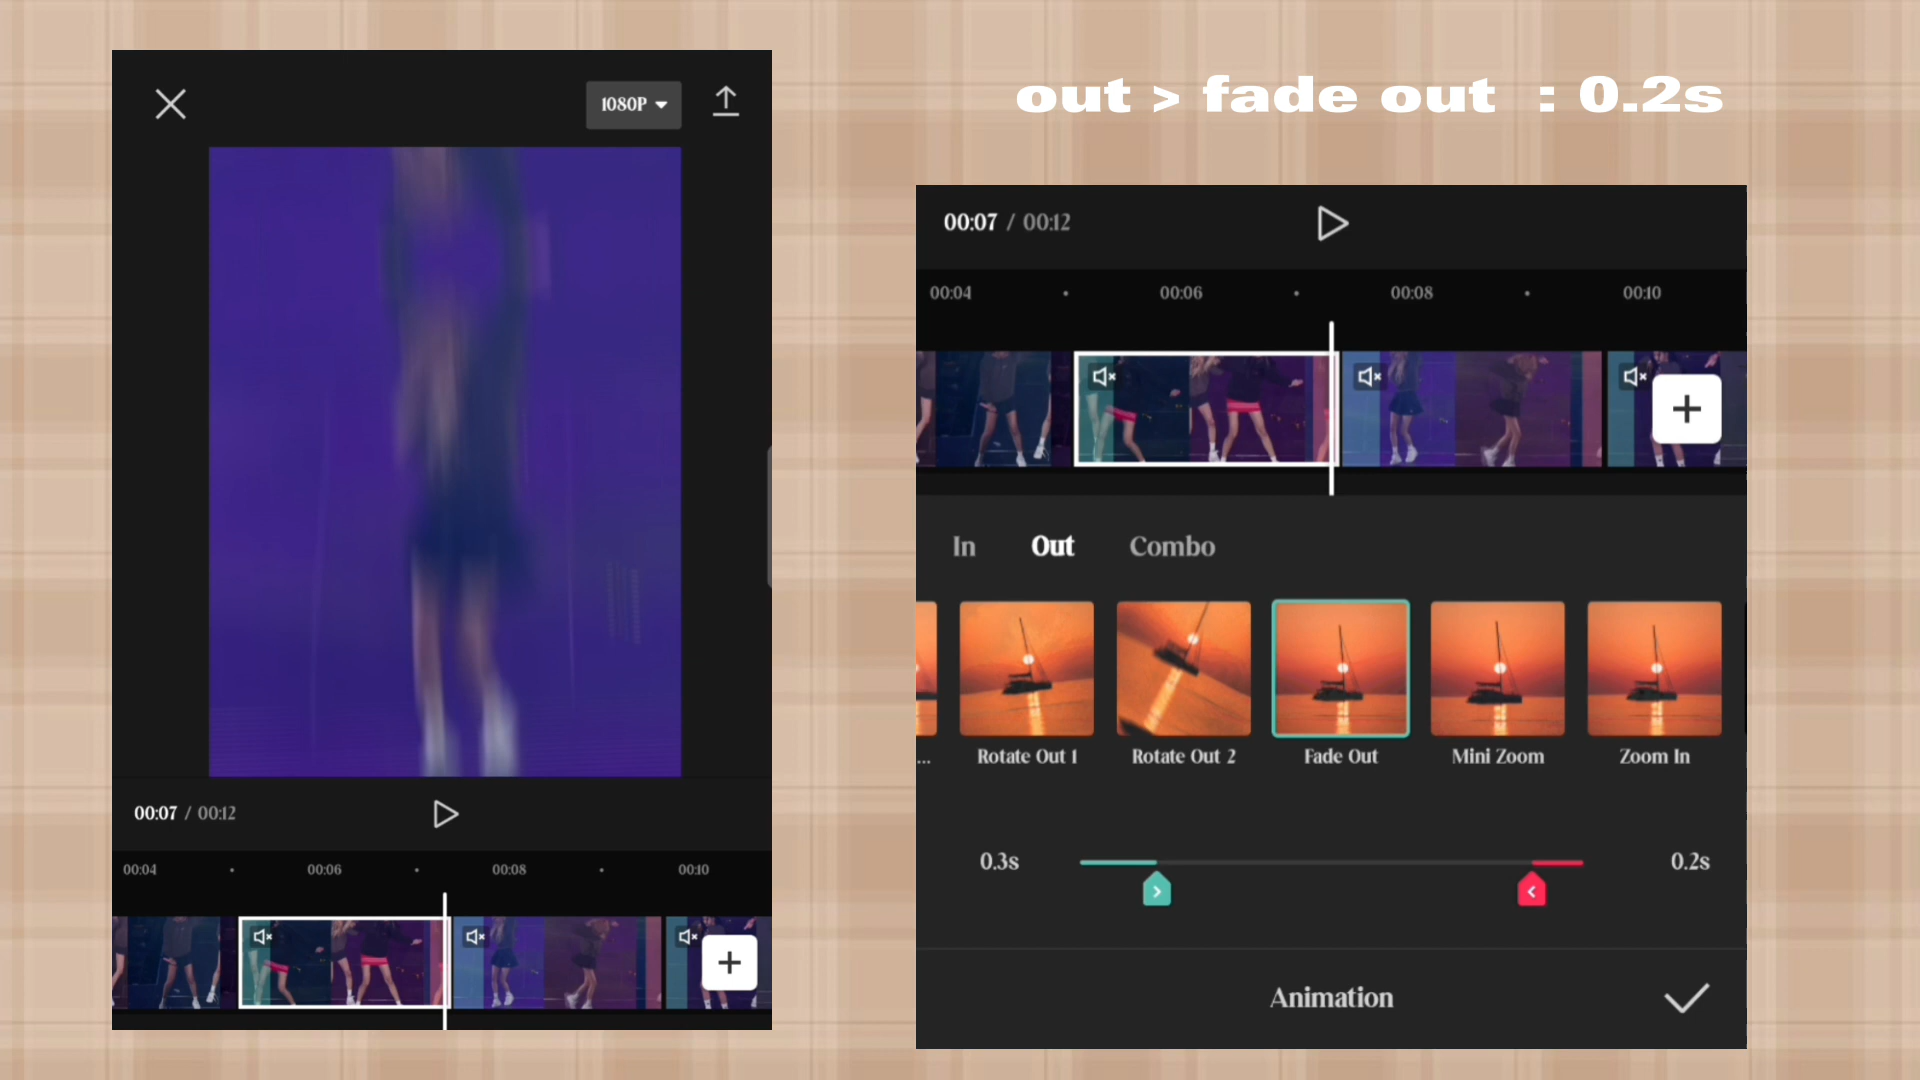 1080P
00:07 / 00:12
00:04 00:06 00:08 00:10
out > fade out : 0.2s
00:07 / 00:12
00:04 00:06 00:08 00:10
In Out Combo
... Rotate Out 1 Rotate Out 2 Fade Out Mini Zoom Zoom In
0.3s 0.2s
Animation